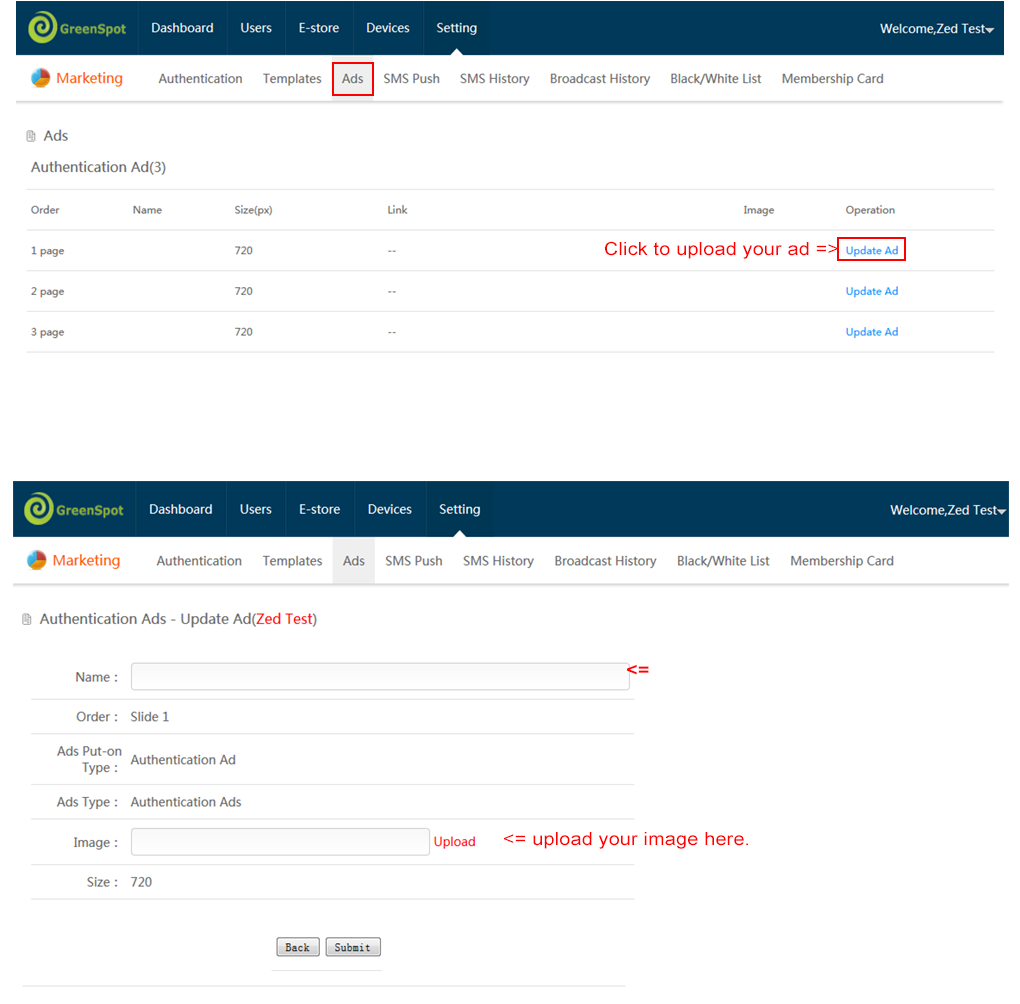 GreenSpot Dashboard Users E-store Devices Setting Welcome,Zed Test
Marketing Authentication Templates Ads SMS Push SMS History Broadcast History Black/White List Membership Card
Ads
Authentication Ad(3)
Order Name Size(px) Link Image Operation
1 page 720 -- Click to upload your ad => Update Ad
2 page 720 -- Update Ad
3 page 720 -- Update Ad
GreenSpot Dashboard Users E-store Devices Setting Welcome,Zed Test
Marketing Authentication Templates Ads SMS Push SMS History Broadcast History Black/White List Membership Card
Authentication Ads - Update Ad(Zed Test)
Name : <=
Order : Slide 1
Ads Put-on
Type : Authentication Ad
Ads Type : Authentication Ads
Image : Upload <= upload your image here.
Size : 720
Back Submit